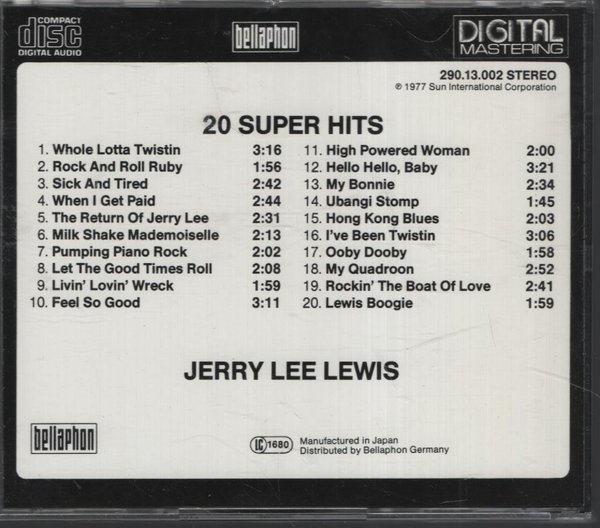 COMPACT
disc
DIGITAL AUDIO
bellaphon
DIGITAL
MASTERING
290.13.002 STEREO
℗ 1977 Sun International Corporation
20 SUPER HITS
1. Whole Lotta Twistin 3:16
2. Rock And Roll Ruby 1:56
3. Sick And Tired 2:42
4. When I Get Paid 2:44
5. The Return Of Jerry Lee 2:31
6. Milk Shake Mademoiselle 2:13
7. Pumping Piano Rock 2:02
8. Let The Good Times Roll 2:08
9. Livin' Lovin' Wreck 1:59
10. Feel So Good 3:11
11. High Powered Woman 2:00
12. Hello Hello, Baby 3:21
13. My Bonnie 2:34
14. Ubangi Stomp 1:45
15. Hong Kong Blues 2:03
16. I've Been Twistin 3:06
17. Ooby Dooby 1:58
18. My Quadroon 2:52
19. Rockin' The Boat Of Love 2:41
20. Lewis Boogie 1:59
JERRY LEE LEWIS
bellaphon
LC 1680
Manufactured in Japan
Distributed by Bellaphon Germany